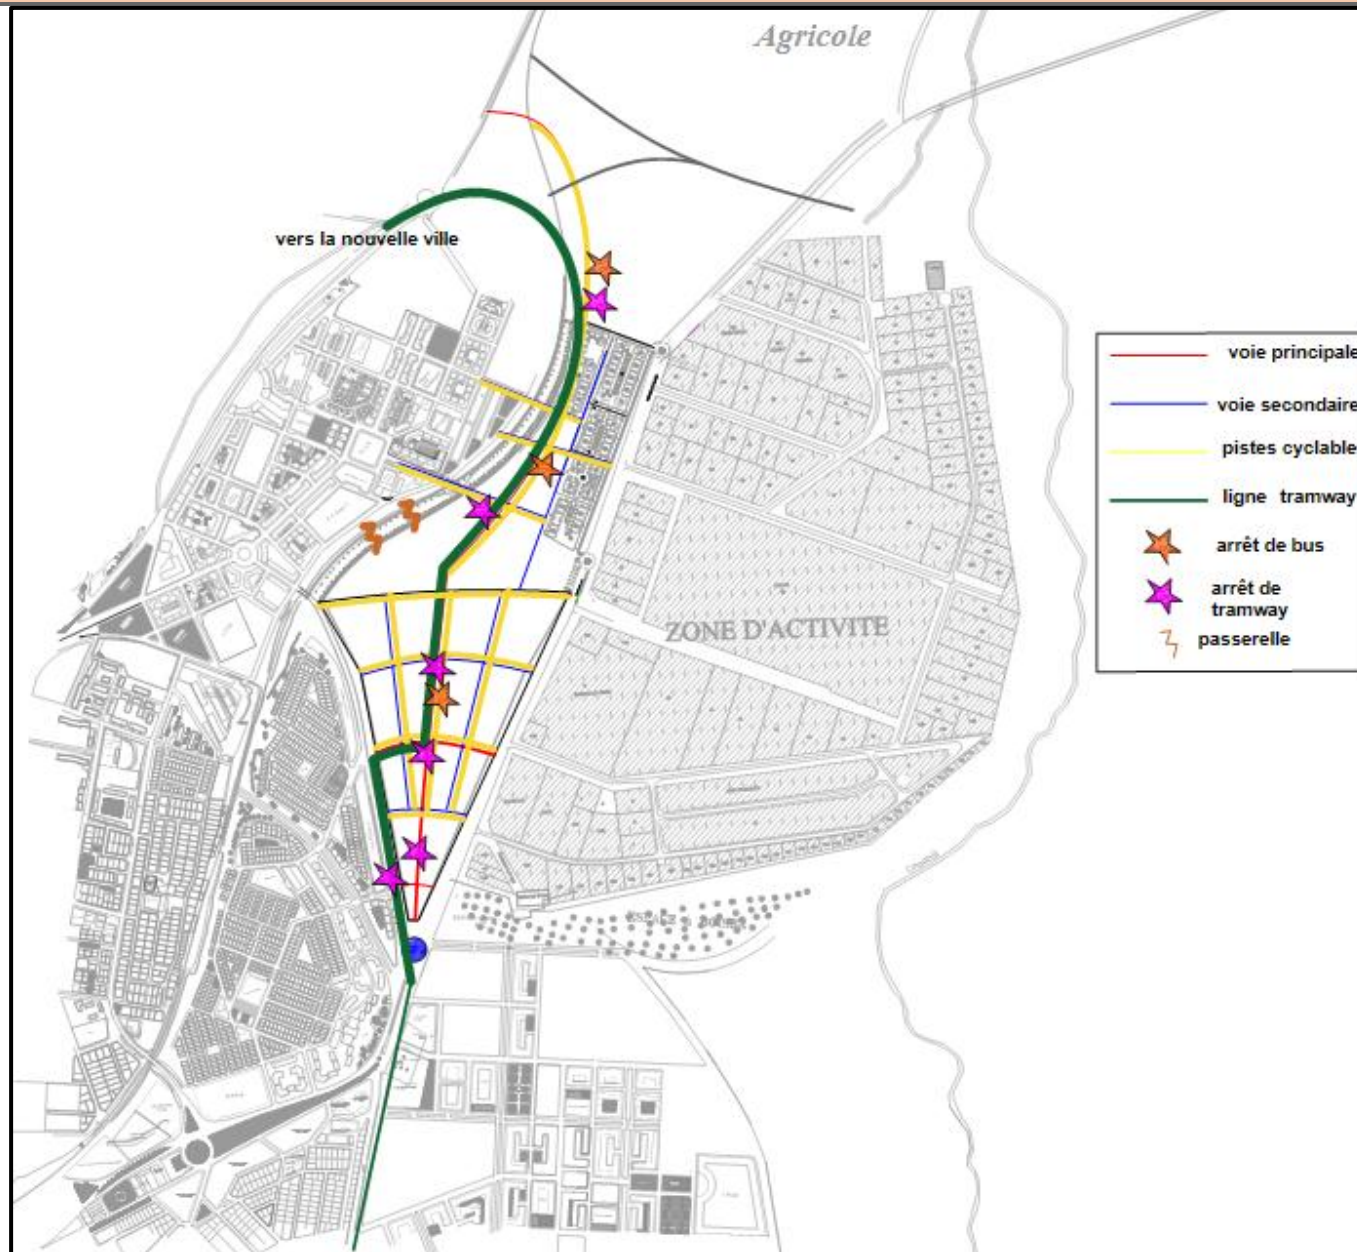 Agricole
vers la nouvelle ville
voie principale
voie secondaire
pistes cyclable
ligne tramway
arrêt de bus
arrêt de
tramway
passerelle
ZONE D'ACTIVITE